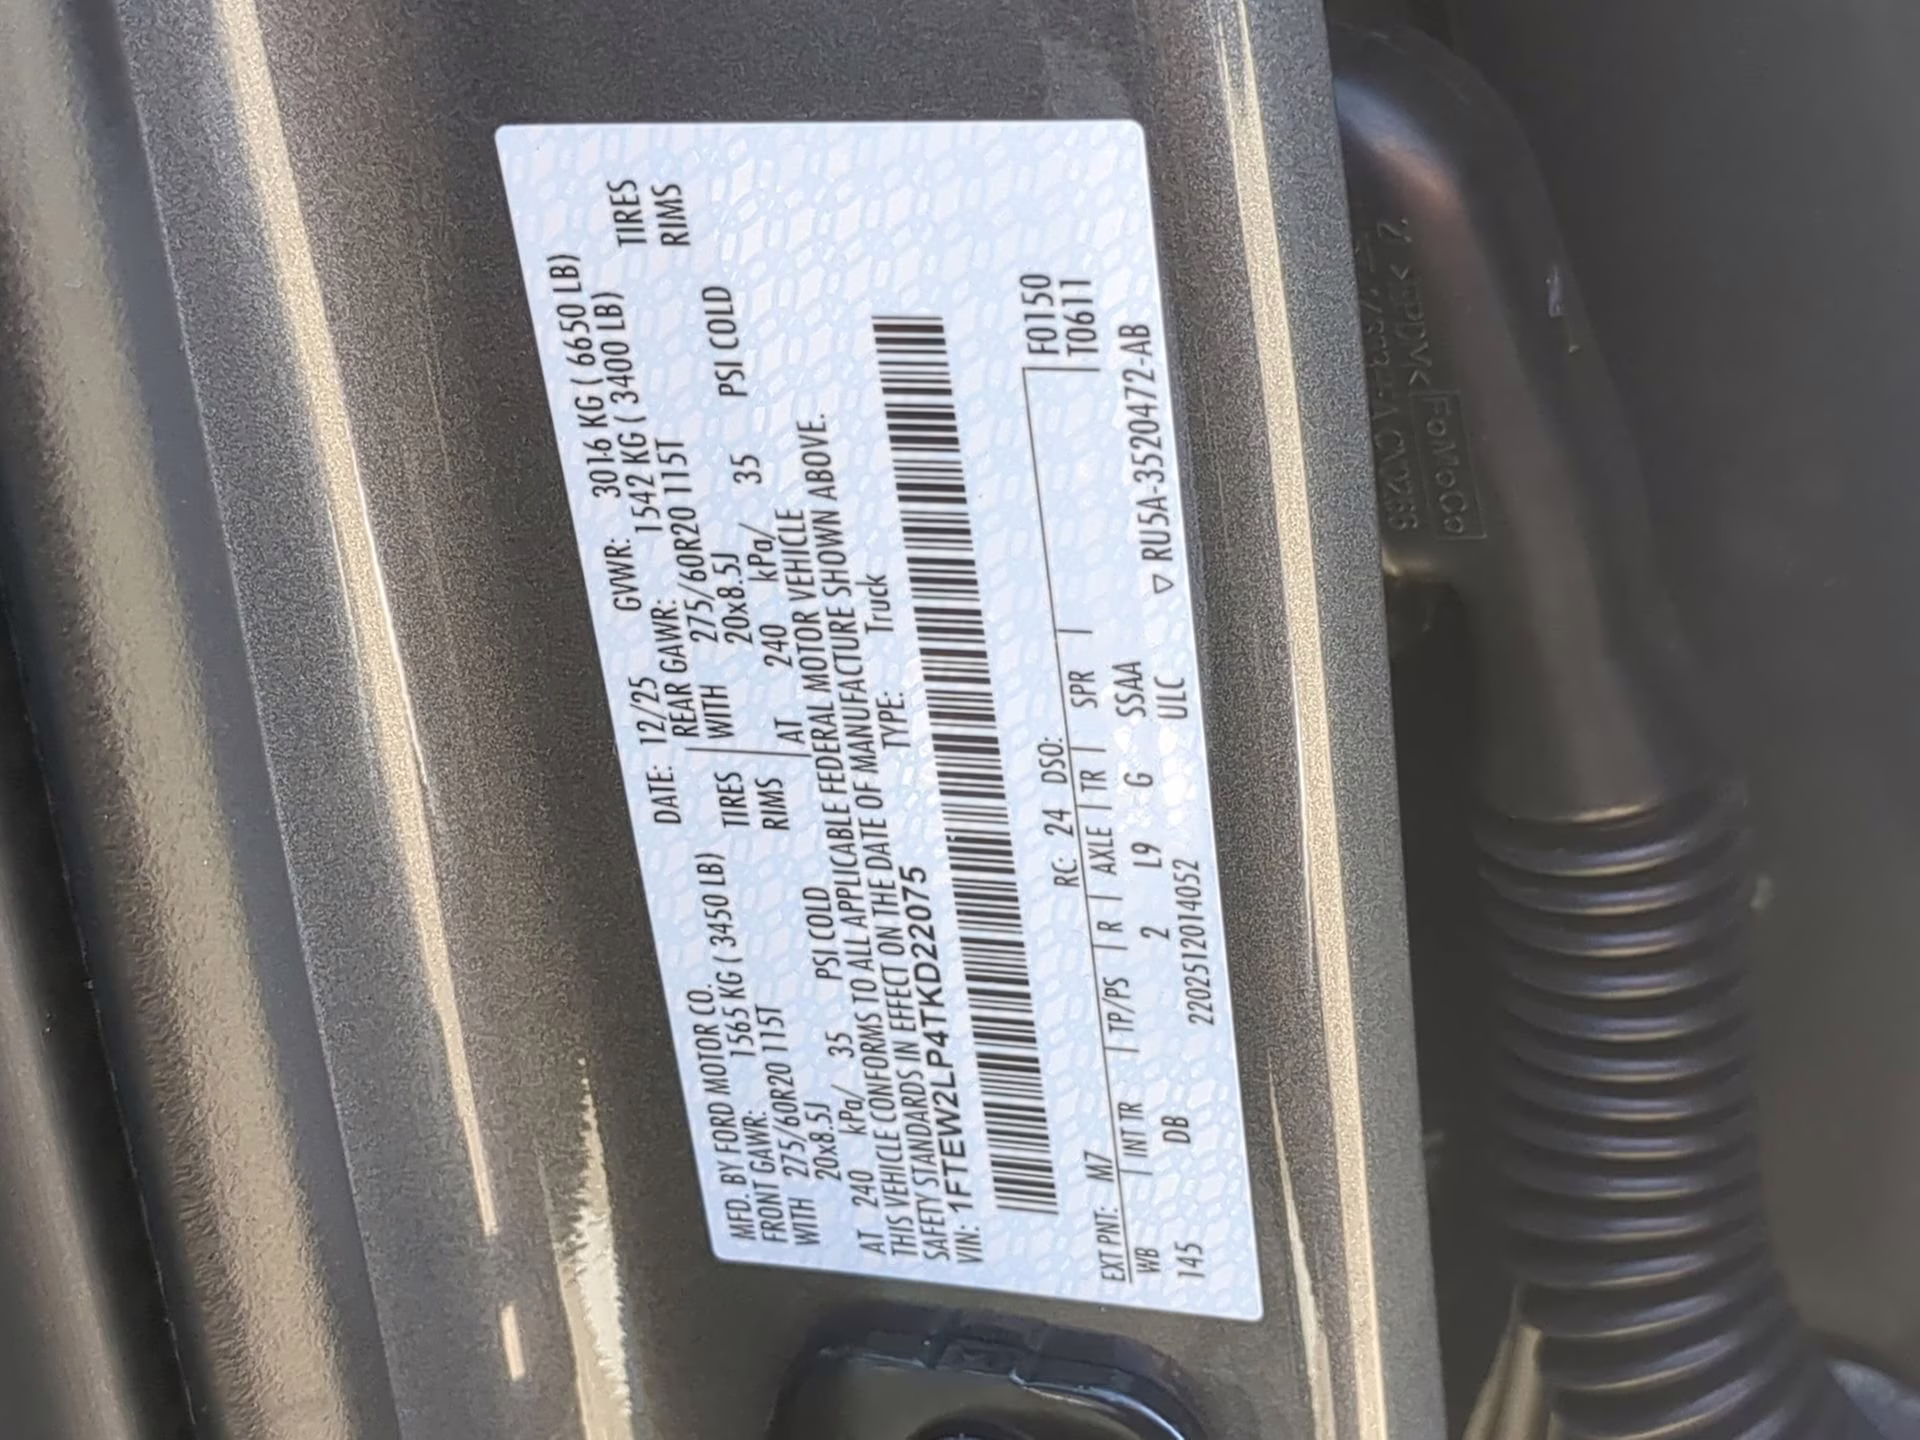 MFD. BY FORD MOTOR CO.
DATE: 12/25 GVWR: 3016 KG ( 6650 LB)
FRONT GAWR: 1565 KG ( 3450 LB) REAR GAWR: 1542 KG ( 3400 LB)
WITH 275/60R20 115T TIRES WITH 275/60R20 115T TIRES
20x8.5J RIMS 20x8.5J RIMS
AT 240 kPa/ 35 PSI COLD AT 240 kPa/ 35 PSI COLD
THIS VEHICLE CONFORMS TO ALL APPLICABLE FEDERAL MOTOR VEHICLE
SAFETY STANDARDS IN EFFECT ON THE DATE OF MANUFACTURE SHOWN ABOVE.
VIN: 1FTEW2LP4TKD22075 TYPE: Truck
F0150
T0611
EXT PNT: M7 RC: 24 DSO:
WB INT TR TP/PS R AXLE TR SPR
145 DB 2 L9 G SSAA
ULC
▽ RU5A-3520472-AB
2202512014052
FoMoCo